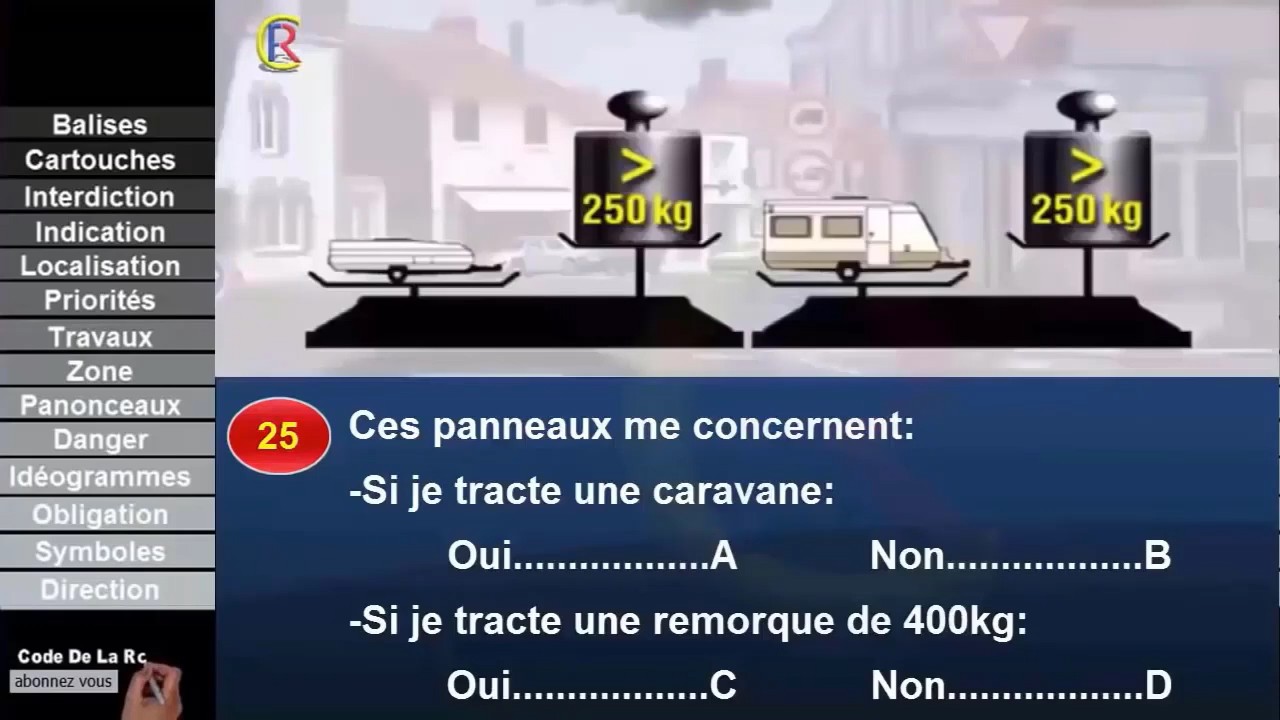 Balises
Cartouches
Interdiction
Indication
Localisation
Priorités
Travaux
Zone
Panonceaux
Danger
Idéogrammes
Obligation
Symboles
Direction
Code De La Rc
abonnez vous
CR
>
250 kg
>
250 kg
25
Ces panneaux me concernent:
-Si je tracte une caravane:
Oui..................A Non..................B
-Si je tracte une remorque de 400kg:
Oui..................C Non..................D